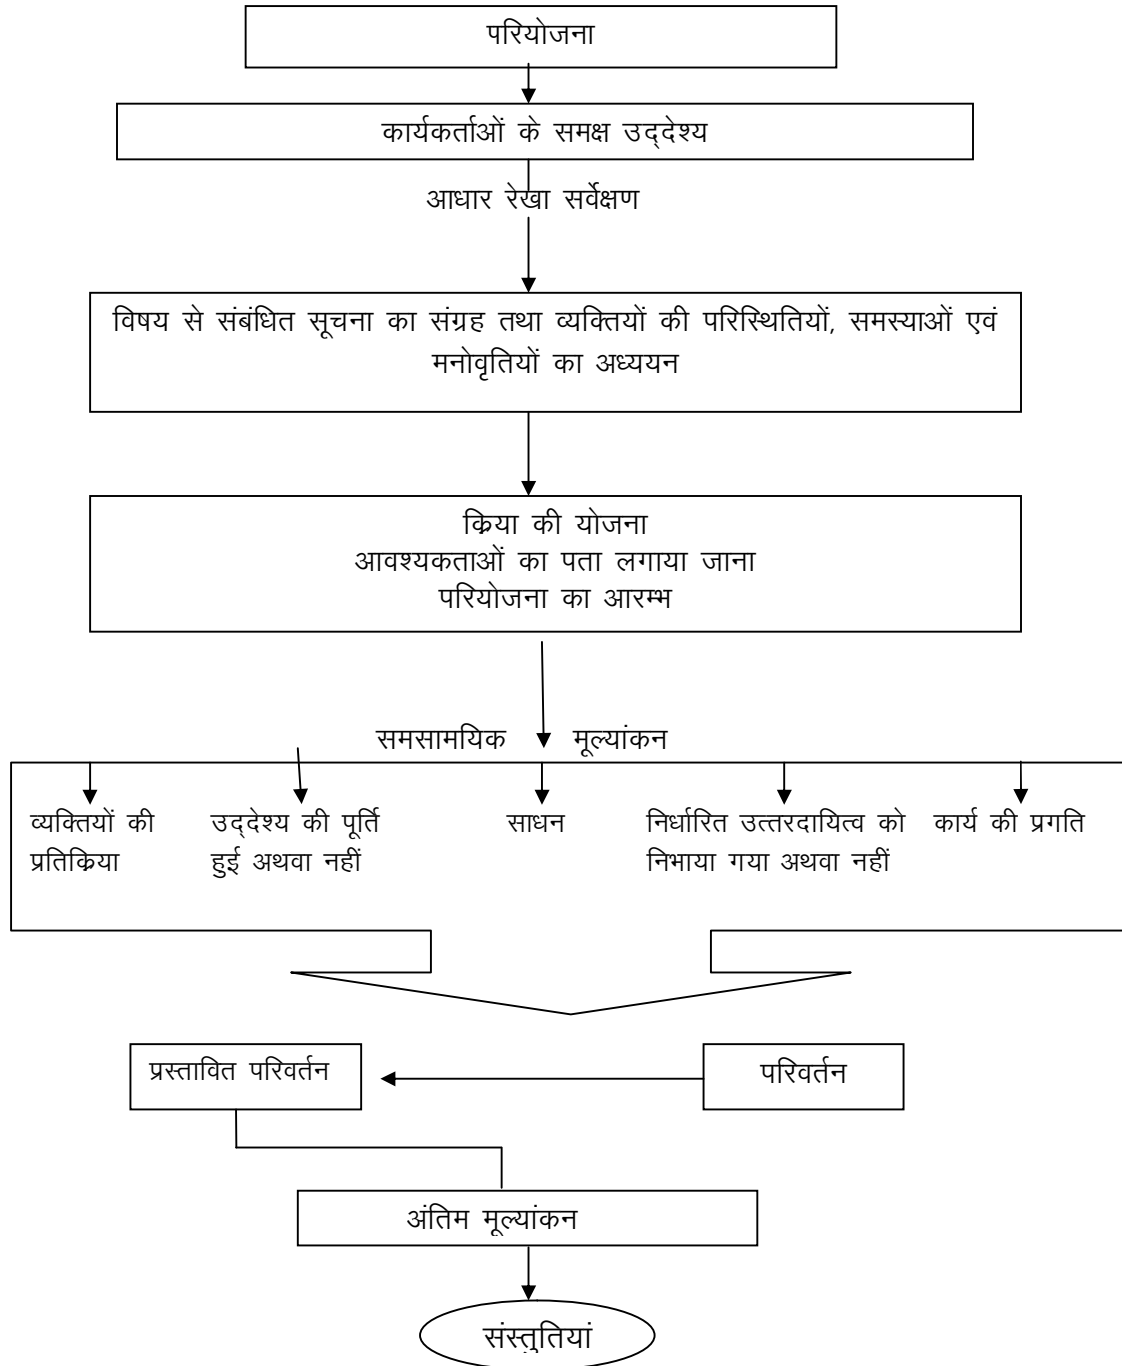 परियोजना
कार्यकर्ताओं के समक्ष उद्‌देश्य
आधार रेखा सर्वेक्षण
विषय से संबंधित सूचना का संग्रह तथा व्यक्तियों की परिस्थितियों, समस्याओं एवं
मनोवृतियों का अध्ययन
क्रिया की योजना
आवश्यकताओं का पता लगाया जाना
परियोजना का आरम्भ
समसामयिक मूल्यांकन
व्यक्तियों की
प्रतिक्रिया
उद्‌देश्य की पूर्ति
हुई अथवा नहीं
साधन
निर्धारित उत्तरदायित्व को
निभाया गया अथवा नहीं
कार्य की प्रगति
प्रस्तावित परिवर्तन
परिवर्तन
अंतिम मूल्यांकन
संस्तुतियां